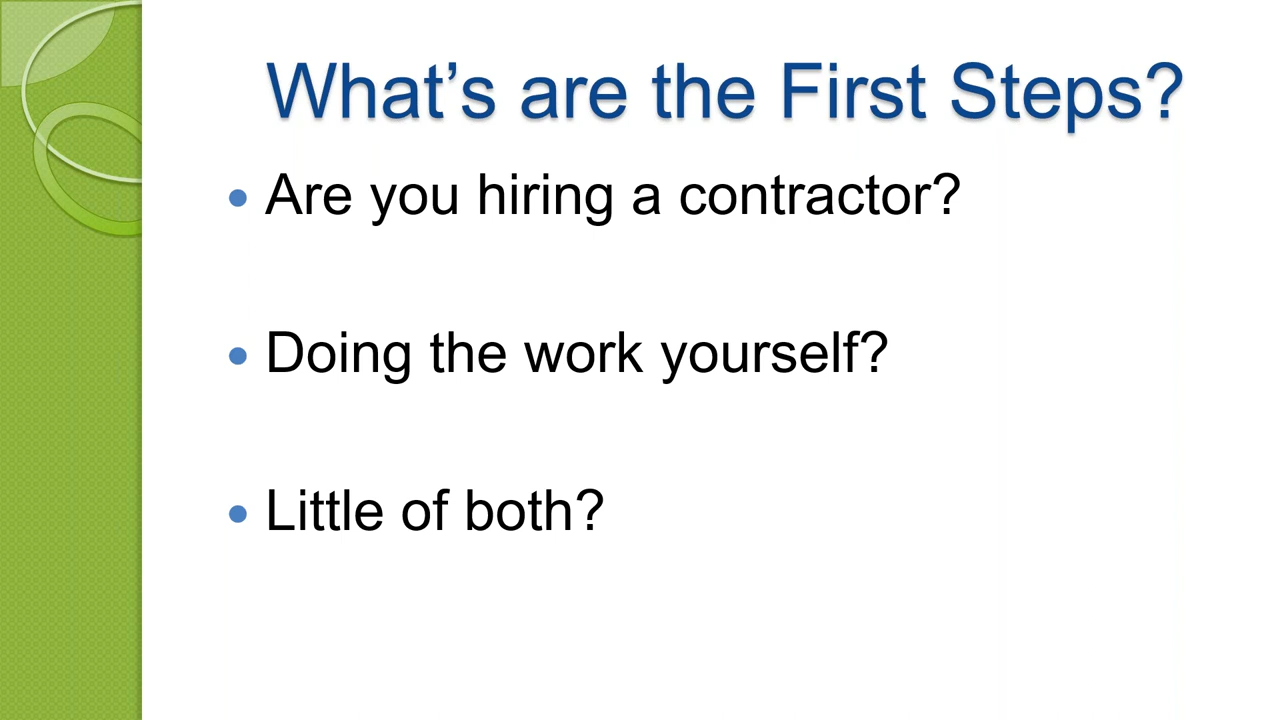 What’s are the First Steps?
• Are you hiring a contractor?
• Doing the work yourself?
• Little of both?